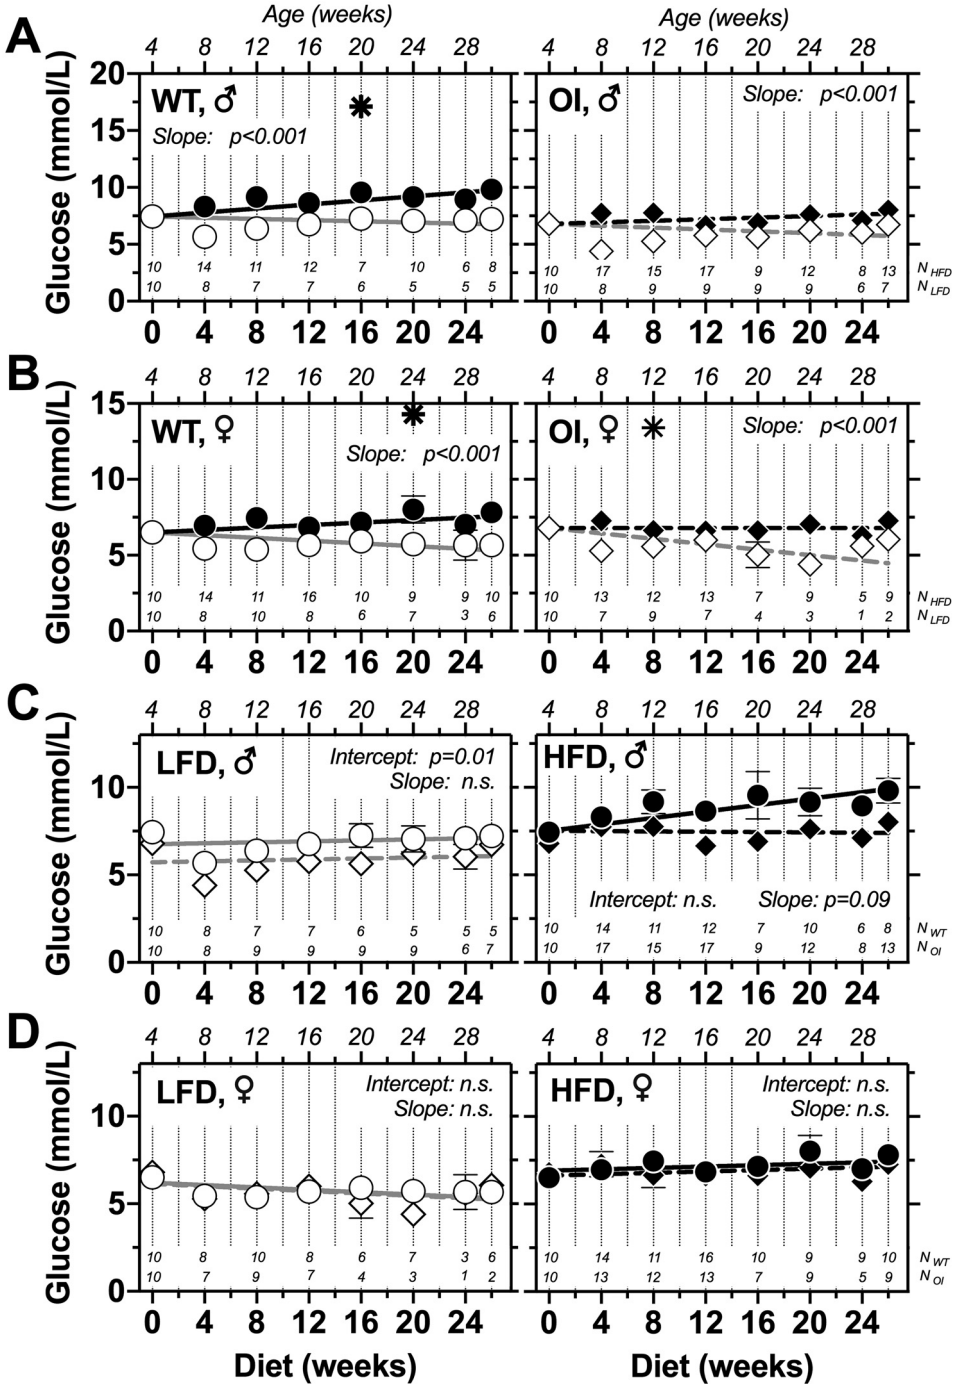 A
Age (weeks) Age (weeks)
4 8 12 16 20 24 28 4 8 12 16 20 24 28
Glucose (mmol/L)
20
15
10
5
0
WT, ♂ OI, ♂
Slope: p<0.001
Slope: p<0.001
10 14 11 12 7 10 6 8 10 17 15 17 9 12 8 13 N HFD
10 8 7 7 6 5 5 5 10 8 9 9 9 9 6 7 N LFD
0 4 8 12 16 20 24 0 4 8 12 16 20 24
B
4 8 12 16 20 24 28 4 8 12 16 20 24 28
Glucose (mmol/L)
15
10
5
0
WT, ♀ OI, ♀
Slope: p<0.001
Slope: p<0.001
10 14 11 16 10 9 9 10 10 13 12 13 7 9 5 9 N HFD
10 8 10 8 6 7 3 6 10 7 9 7 4 3 1 2 N LFD
0 4 8 12 16 20 24 0 4 8 12 16 20 24
C
4 8 12 16 20 24 28 4 8 12 16 20 24 28
Glucose (mmol/L)
10
5
0
LFD, ♂ HFD, ♂
Intercept: p=0.01
Slope: n.s.
Intercept: n.s. Slope: p=0.09
10 8 7 7 6 5 5 5 10 14 11 12 7 10 6 8 N WT
10 8 9 9 9 9 6 7 10 17 15 17 9 12 8 13 N OI
0 4 8 12 16 20 24 0 4 8 12 16 20 24
D
4 8 12 16 20 24 28 4 8 12 16 20 24 28
Glucose (mmol/L)
10
5
0
LFD, ♀ HFD, ♀
Intercept: n.s. Intercept: n.s.
Slope: n.s. Slope: n.s.
10 8 10 8 6 7 3 6 10 14 11 16 10 9 9 10 N WT
10 7 9 7 4 3 1 2 10 13 12 13 7 9 5 9 N OI
0 4 8 12 16 20 24 0 4 8 12 16 20 24
Diet (weeks) Diet (weeks)